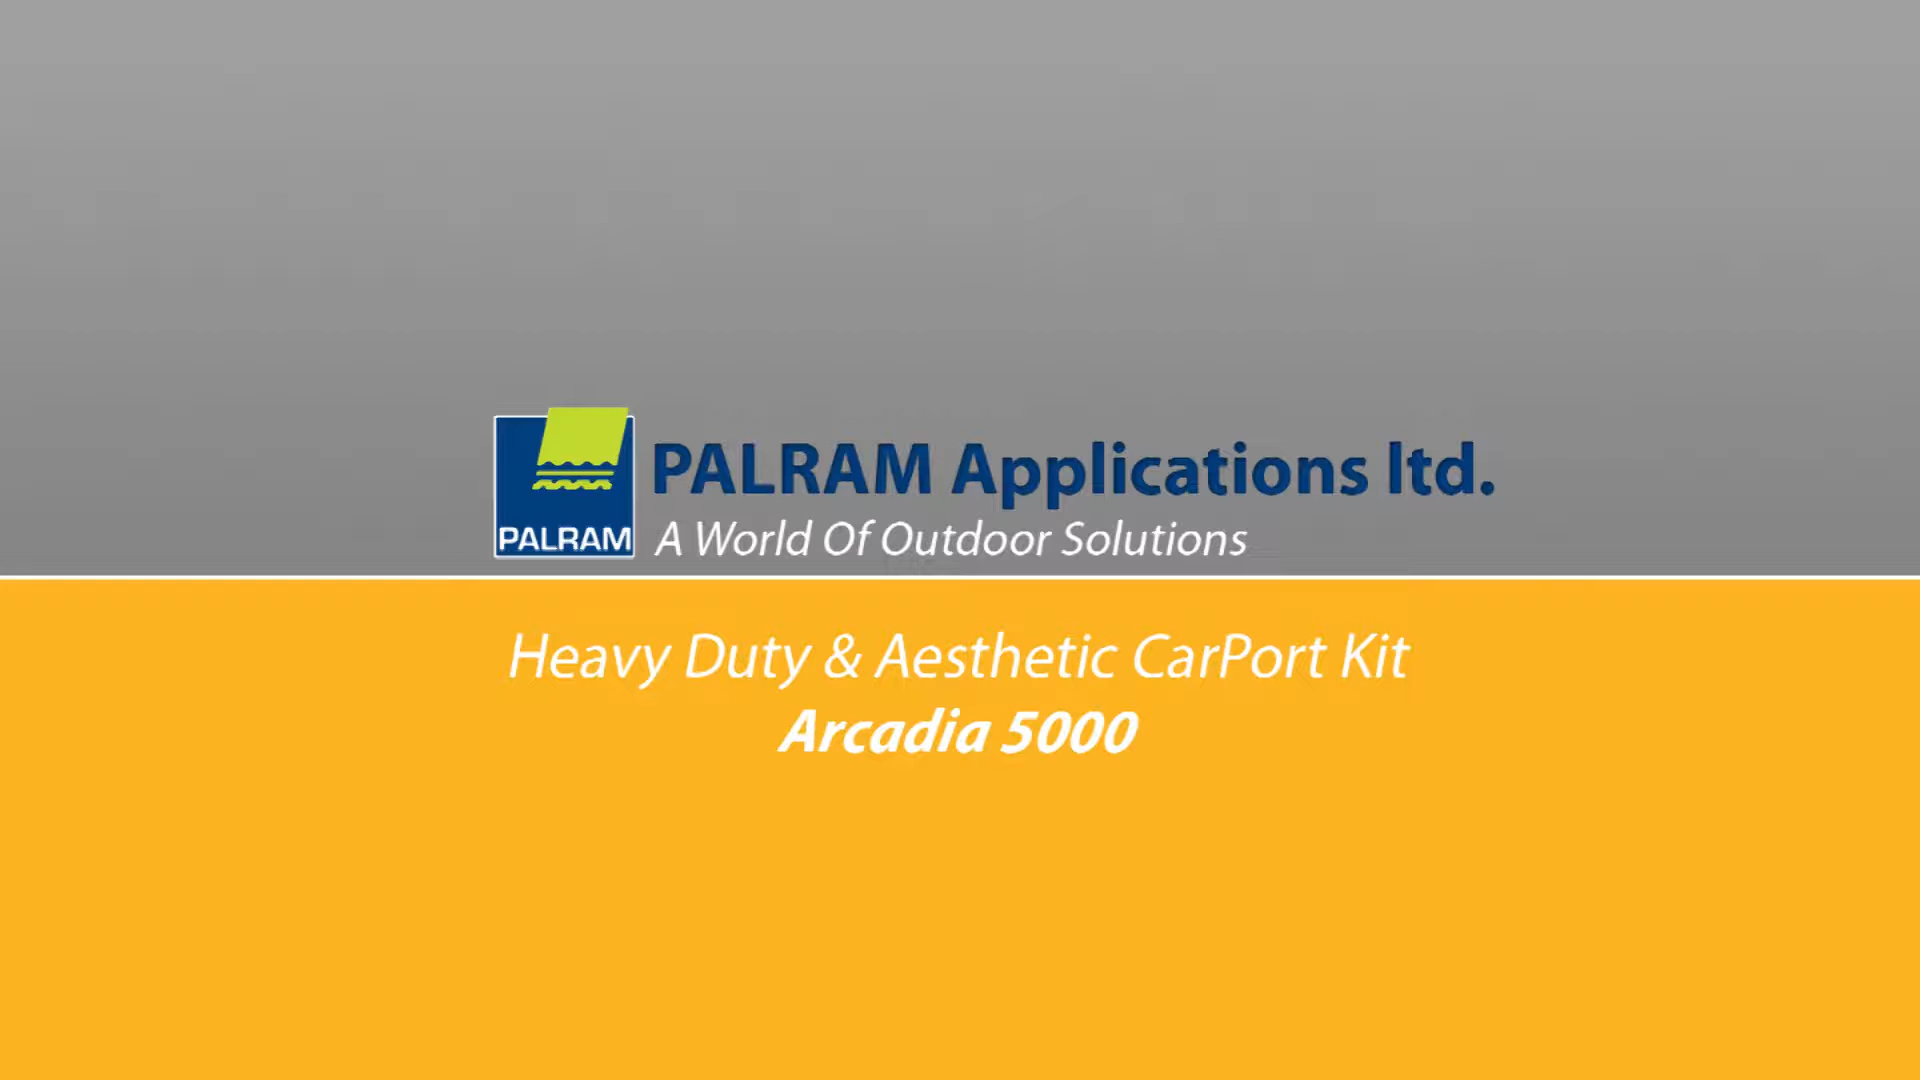 PALRAM
PALRAM Applications ltd.
A World Of Outdoor Solutions
Heavy Duty & Aesthetic CarPort Kit
Arcadia 5000